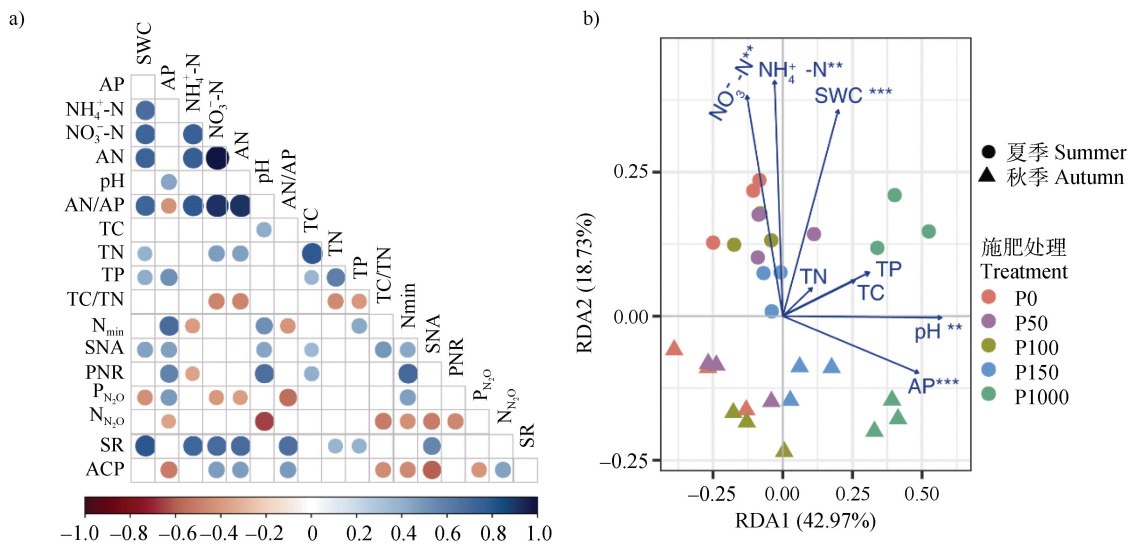 a)
SWC
AP
NH₄⁺-N
NO₃⁻-N
AN
pH
AN/AP
TC
TN
TP
TC/TN
Nmin
SNA
PNR
P_N₂O
N_N₂O
SR
AP
NH₄⁺-N
NO₃⁻-N
AN
pH
AN/AP
TC
TN
TP
TC/TN
N_min
SNA
PNR
P_N₂O
N_N₂O
SR
ACP
−1.0 −0.8 −0.6 −0.4 −0.2 0 0.2 0.4 0.6 0.8 1.0
b)
NO₃⁻-N**
NH₄⁺-N**
SWC ***
TN
TP
TC
pH **
AP***
0.25
0.00
−0.25
RDA2 (18.73%)
−0.25 0.00 0.25 0.50
RDA1 (42.97%)
夏季 Summer
秋季 Autumn
施肥处理
Treatment
P0
P50
P100
P150
P1000